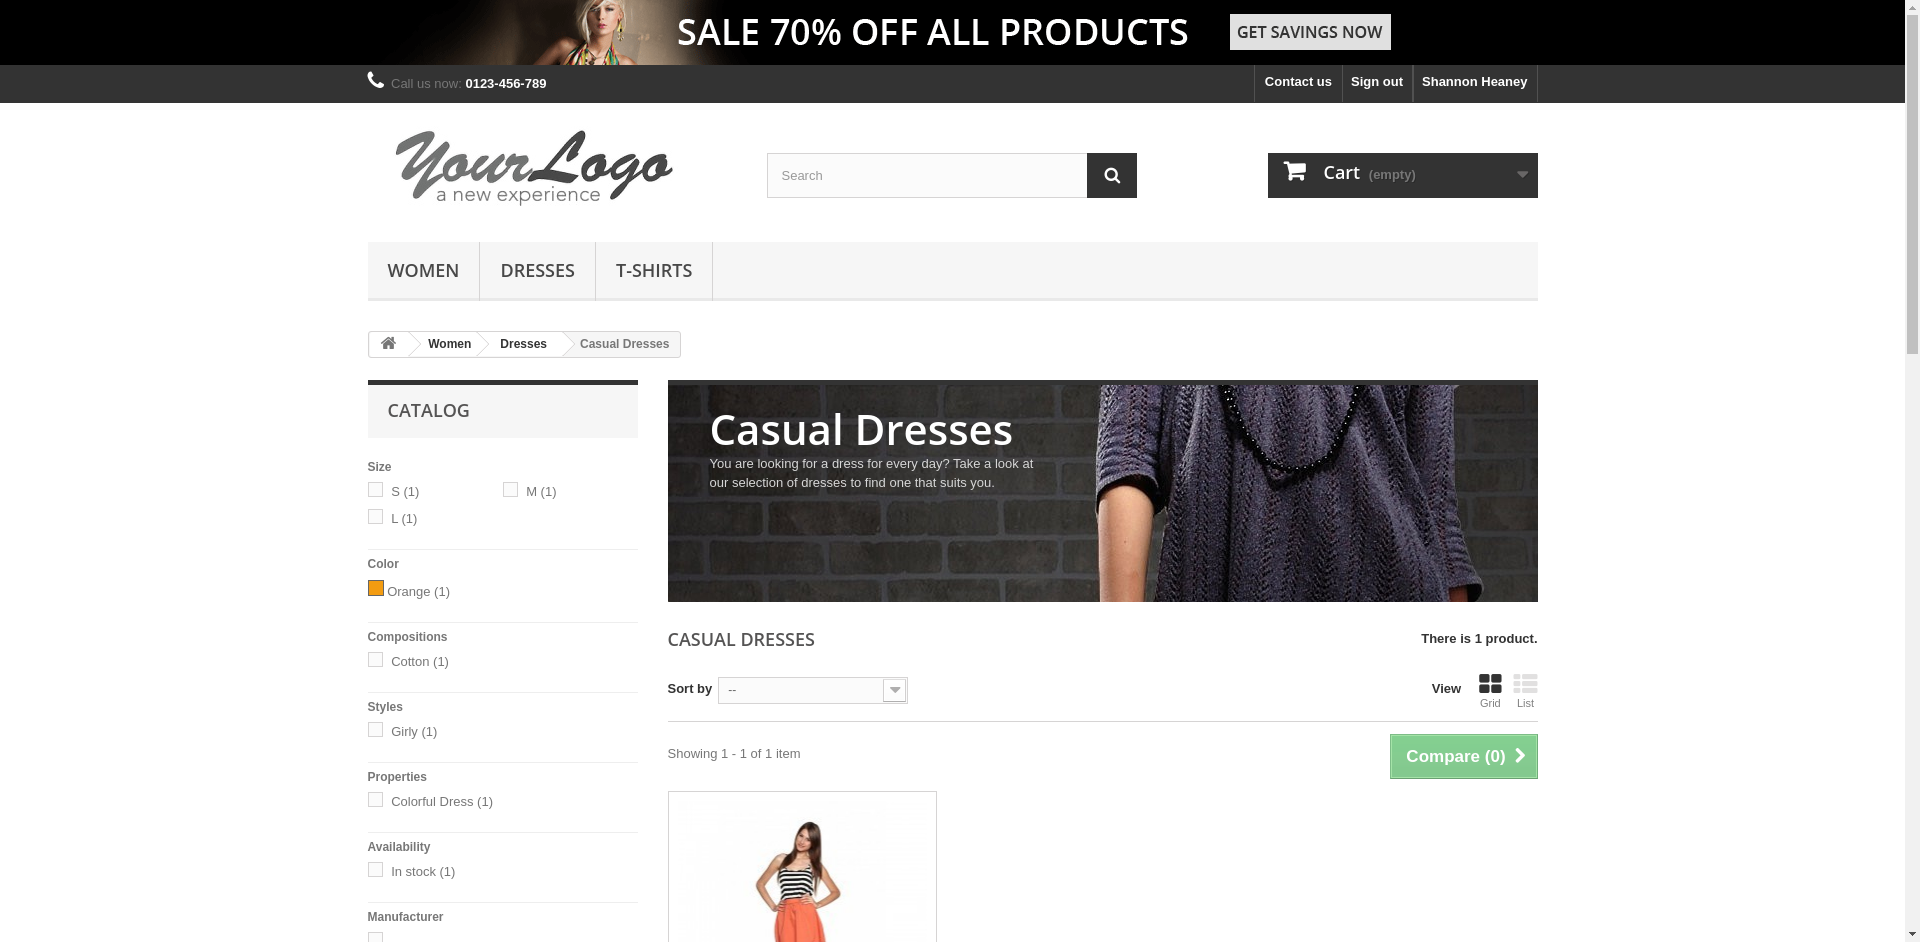 SALE 70% OFF ALL PRODUCTS
GET SAVINGS NOW
Call us now: 0123-456-789
Contact us
Sign out
Shannon Heaney
Your Logo
a new experience
Search
Cart (empty)
WOMEN
DRESSES
T-SHIRTS
Women
Dresses
Casual Dresses
CATALOG
Size
S (1)
M (1)
L (1)
Color
Orange (1)
Compositions
Cotton (1)
Styles
Girly (1)
Properties
Colorful Dress (1)
Availability
In stock (1)
Manufacturer
Casual Dresses
You are looking for a dress for every day? Take a look at
our selection of dresses to find one that suits you.
CASUAL DRESSES
There is 1 product.
Sort by
--
View
Grid
List
Showing 1 - 1 of 1 item
Compare (0)